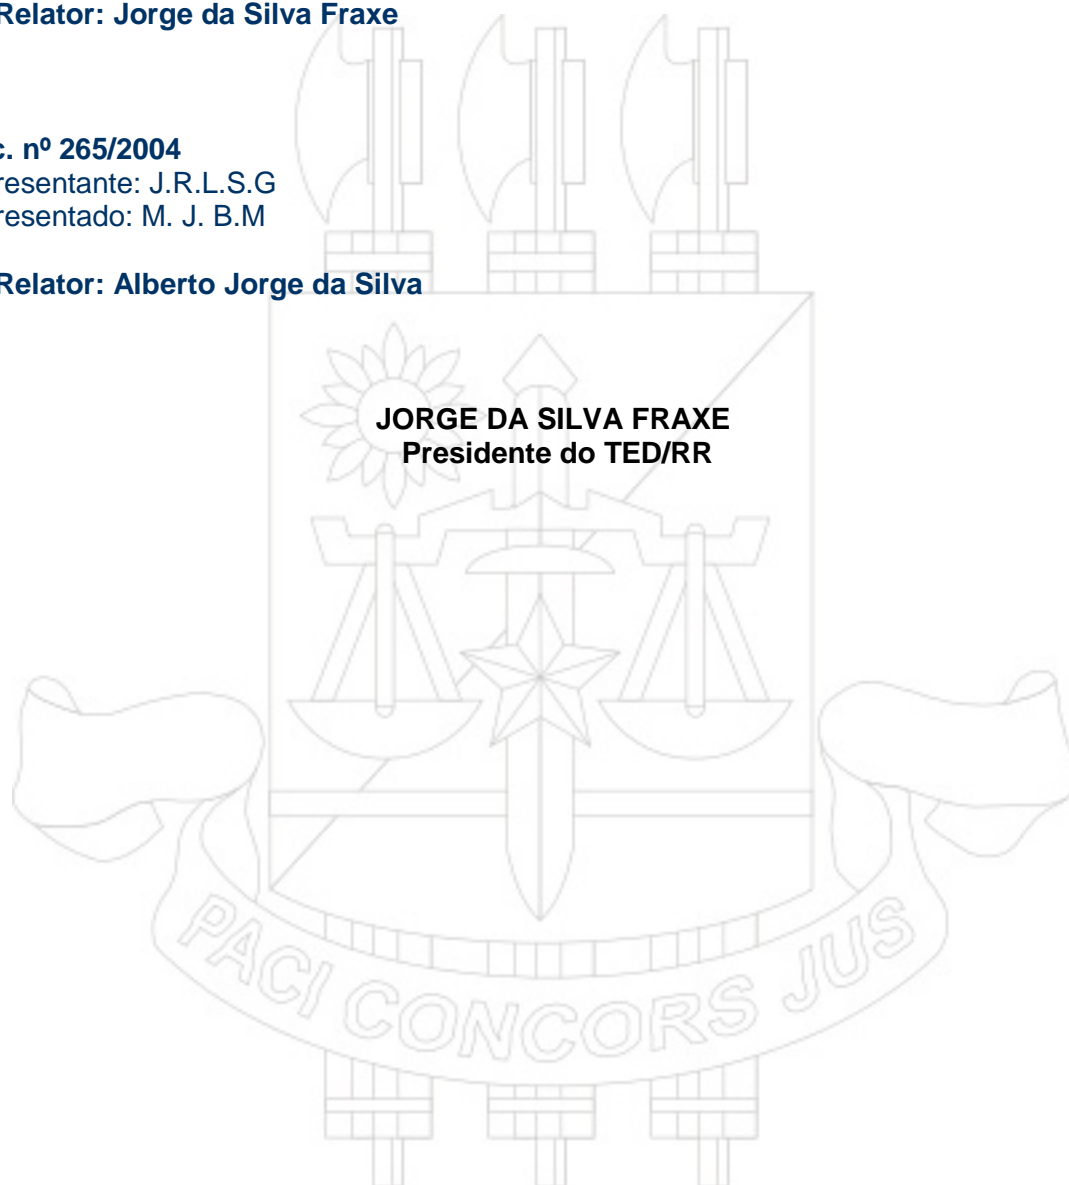 Relator: Jorge da Silva Fraxe
c. nº 265/2004
resentante: J.R.L.S.G
resentado: M. J. B.M
Relator: Alberto Jorge da Silva
JORGE DA SILVA FRAXE
Presidente do TED/RR
PACI CONCORS JUS